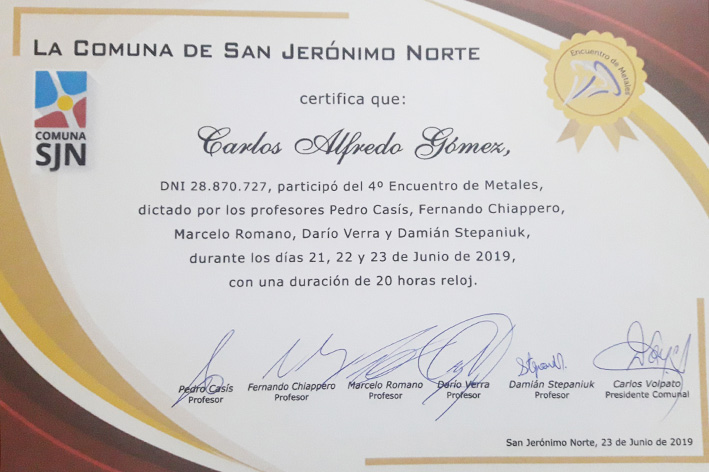 LA COMUNA DE SAN JERÓNIMO NORTE
Encuentro de Metales
COMUNA
SJN
certifica que:
Carlos Alfredo Gómez,
DNI 28.870.727, participó del 4º Encuentro de Metales,
dictado por los profesores Pedro Casís, Fernando Chiappero,
Marcelo Romano, Darío Verra y Damián Stepaniuk,
durante los días 21, 22 y 23 de Junio de 2019,
con una duración de 20 horas reloj.
Pedro Casís Fernando Chiappero Marcelo Romano Darío Verra Damián Stepaniuk Carlos Volpato
Profesor Profesor Profesor Profesor Profesor Presidente Comunal
San Jerónimo Norte, 23 de Junio de 2019